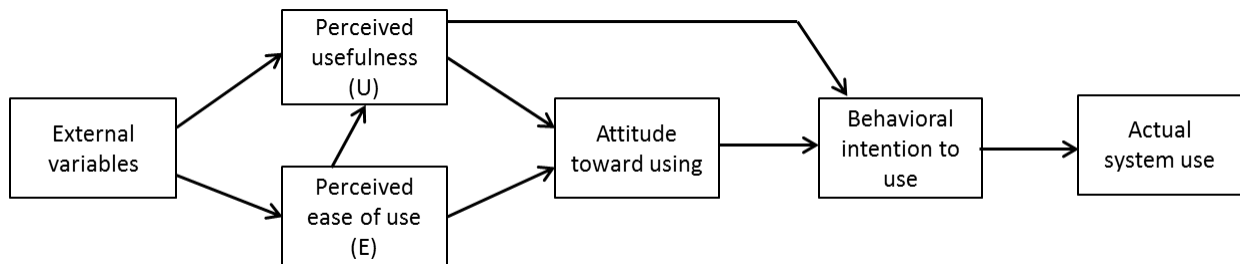 External
variables
Perceived
usefulness
(U)
Perceived
ease of use
(E)
Attitude
toward using
Behavioral
intention to
use
Actual
system use